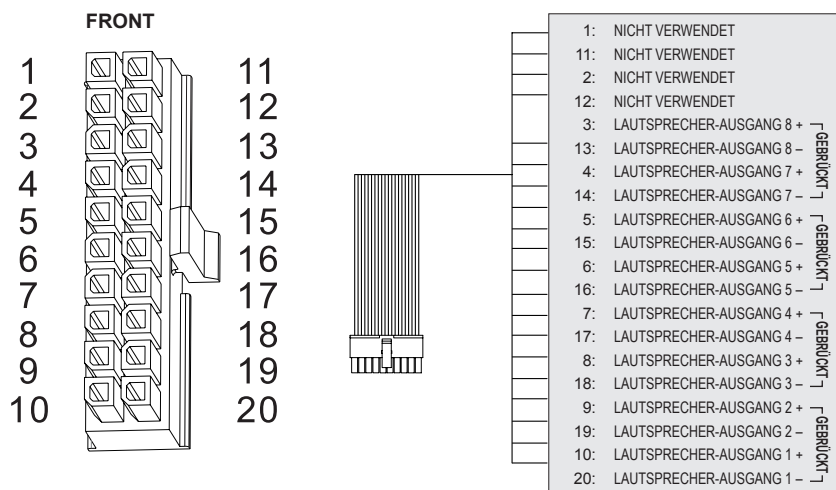 FRONT
1 11
2 12
3 13
4 14
5 15
6 16
7 17
8 18
9 19
10 20
1: NICHT VERWENDET
11: NICHT VERWENDET
2: NICHT VERWENDET
12: NICHT VERWENDET
3: LAUTSPRECHER-AUSGANG 8 +
13: LAUTSPRECHER-AUSGANG 8 –
4: LAUTSPRECHER-AUSGANG 7 +
14: LAUTSPRECHER-AUSGANG 7 –
GEBRÜCKT
5: LAUTSPRECHER-AUSGANG 6 +
15: LAUTSPRECHER-AUSGANG 6 –
6: LAUTSPRECHER-AUSGANG 5 +
16: LAUTSPRECHER-AUSGANG 5 –
GEBRÜCKT
7: LAUTSPRECHER-AUSGANG 4 +
17: LAUTSPRECHER-AUSGANG 4 –
8: LAUTSPRECHER-AUSGANG 3 +
18: LAUTSPRECHER-AUSGANG 3 –
GEBRÜCKT
9: LAUTSPRECHER-AUSGANG 2 +
19: LAUTSPRECHER-AUSGANG 2 –
10: LAUTSPRECHER-AUSGANG 1 +
20: LAUTSPRECHER-AUSGANG 1 –
GEBRÜCKT